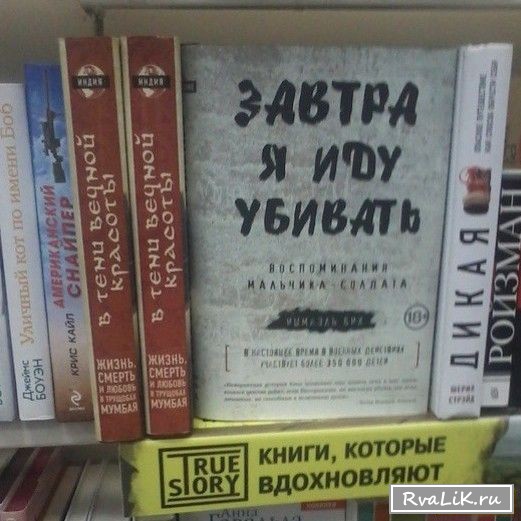 Уличный кот по имени Боб
Джеймс
БОУЭН
АМЕРИКАНСКИЙ
СНАЙПЕР
КРИС КАЙЛ
ИНДИЯ
В ТЕНИ ВЕЧНОЙ
КРАСОТЫ
ЖИЗНЬ,
СМЕРТЬ
И ЛЮБОВЬ
В ТРУЩОБАХ
МУМБАЯ
ИНДИЯ
В ТЕНИ ВЕЧНОЙ
КРАСОТЫ
ЖИЗНЬ,
СМЕРТЬ
И ЛЮБОВЬ
В ТРУЩОБАХ
МУМБАЯ
ЗАВТРА
Я ИДУ
УБИВАТЬ
ВОСПОМИНАНИЯ
МАЛЬЧИКА-СОЛДАТА
ИШМАЭЛЬ БИХ
18+
В НАСТОЯЩЕЕ ВРЕМЯ В ВОЕННЫХ ДЕЙСТВИЯХ
УЧАСТВУЕТ БОЛЕЕ 350 000 ДЕТЕЙ
ДИКАЯ
ШЕРИЛ
СТРЭЙД
РОЙЗМАН
TRUE
STORY
КНИГИ, КОТОРЫЕ
ВДОХНОВЛЯЮТ
RvaLiK.ru